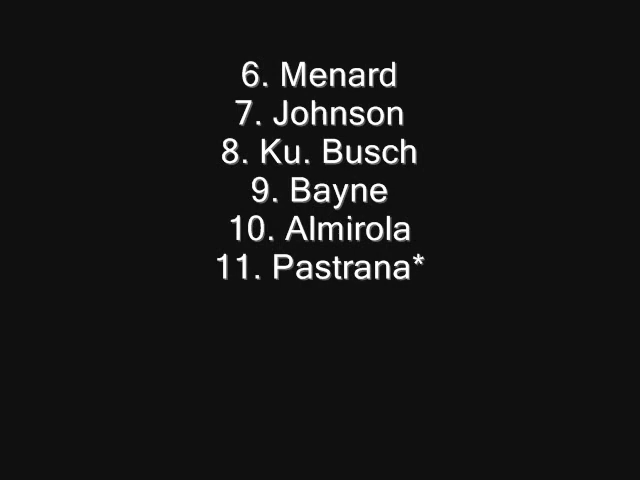 6. Menard
7. Johnson
8. Ku. Busch
9. Bayne
10. Almirola
11. Pastrana*